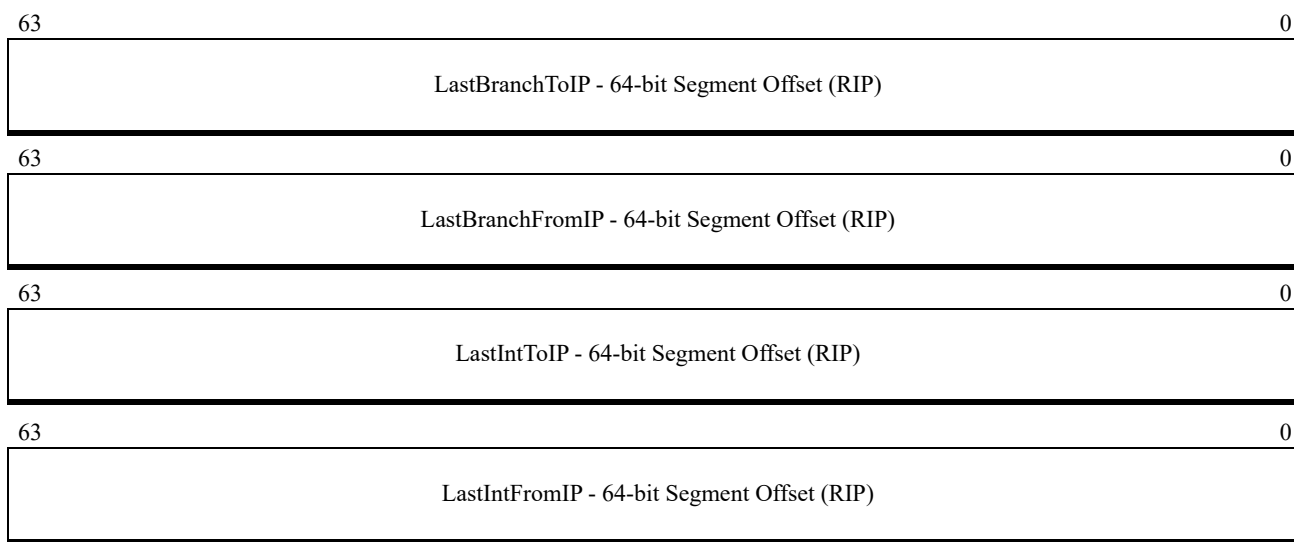 63 0
LastBranchToIP - 64-bit Segment Offset (RIP)
63 0
LastBranchFromIP - 64-bit Segment Offset (RIP)
63 0
LastIntToIP - 64-bit Segment Offset (RIP)
63 0
LastIntFromIP - 64-bit Segment Offset (RIP)